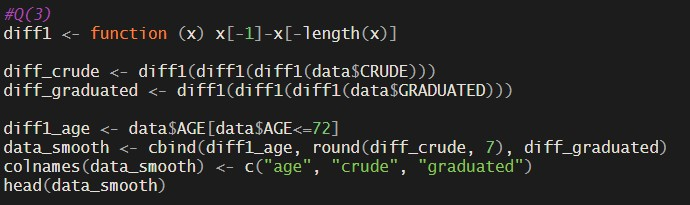 #Q(3)
diff1 <- function (x) x[-1]-x[-length(x)]
diff_crude <- diff1(diff1(diff1(data$CRUDE)))
diff_graduated <- diff1(diff1(diff1(data$GRADUATED)))
diff1_age <- data$AGE[data$AGE<=72]
data_smooth <- cbind(diff1_age, round(diff_crude, 7), diff_graduated)
colnames(data_smooth) <- c("age", "crude", "graduated")
head(data_smooth)